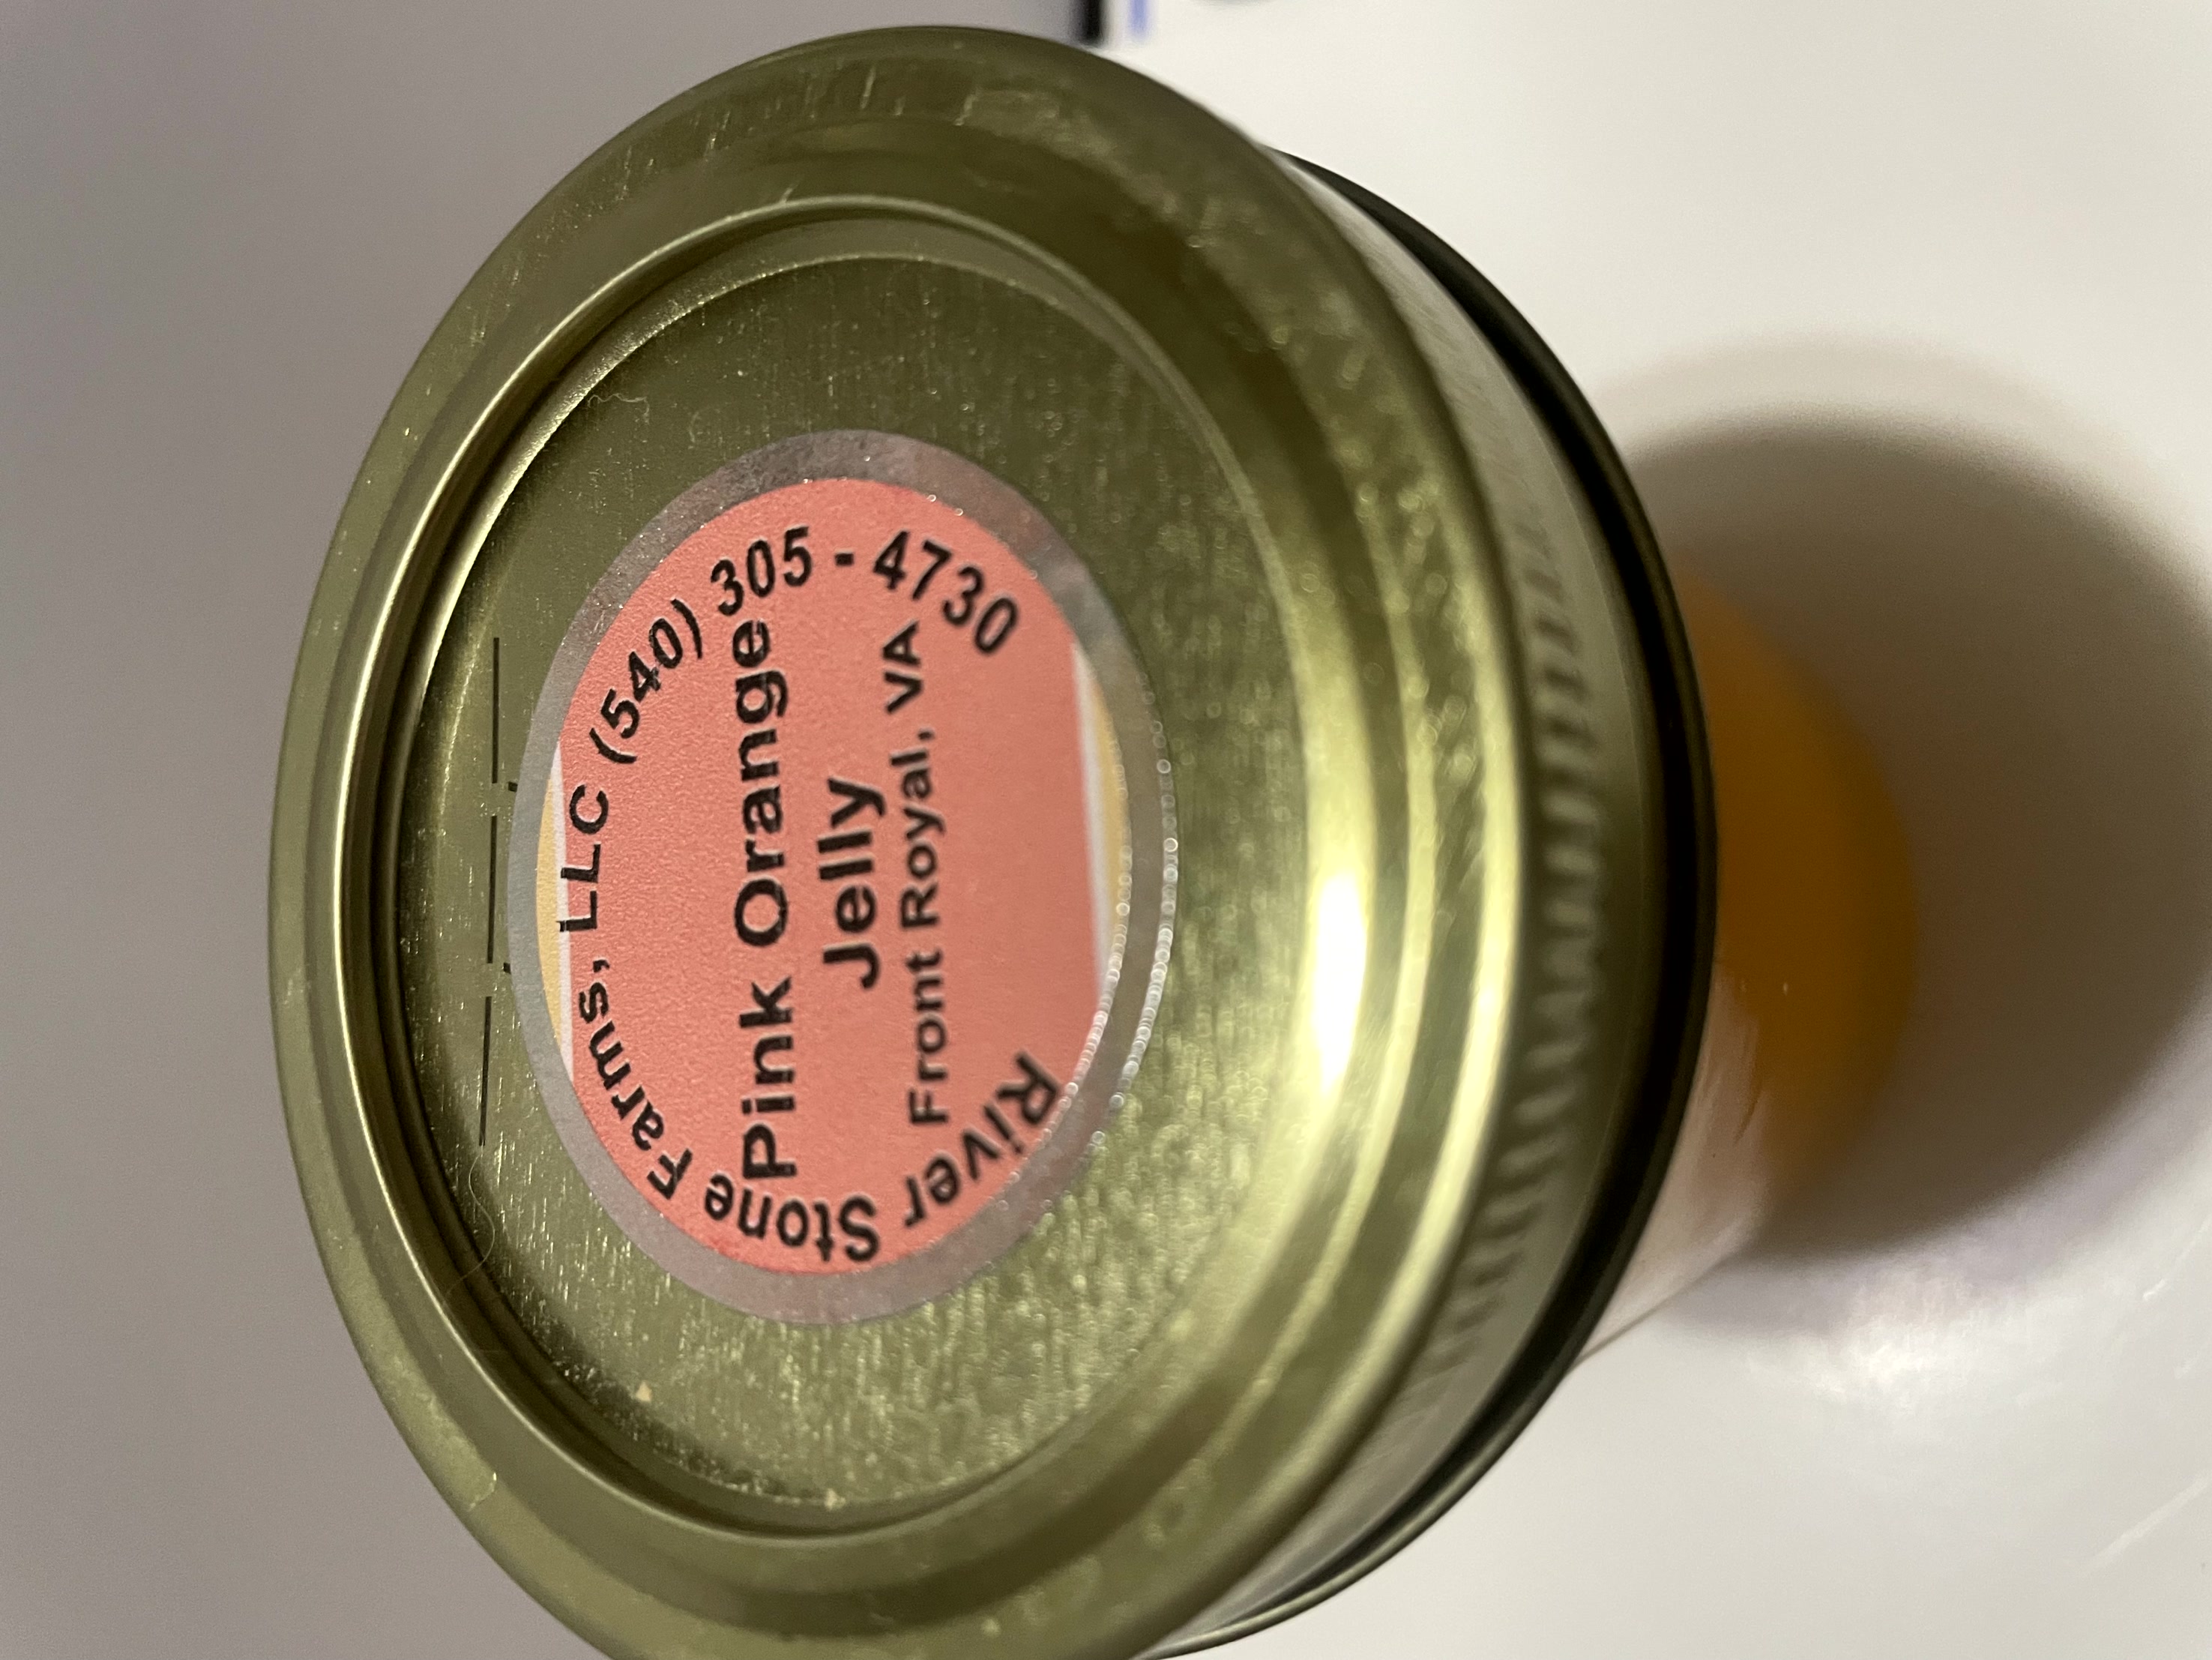 River Stone Farms, LLC (540) 305 - 4730
Pink Orange
Jelly
Front Royal, VA